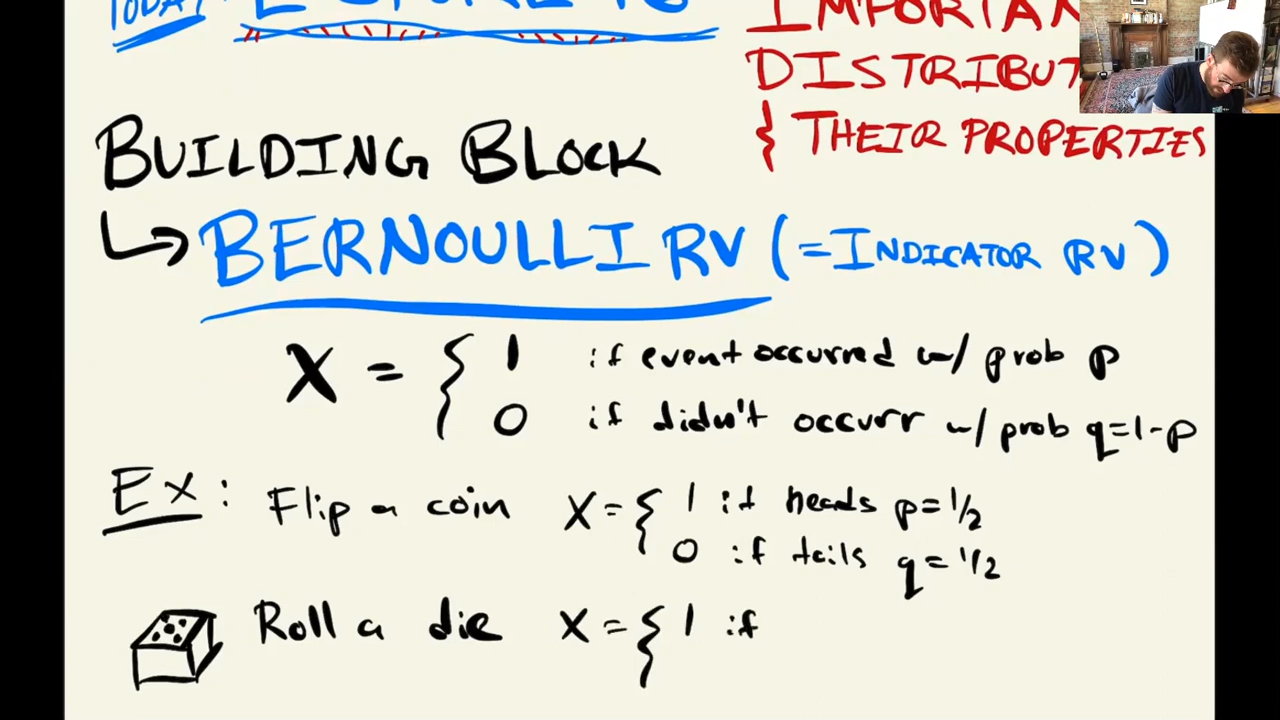 TODAY
IMPORTAN
DISTRIBUT
THEIR PROPERTIES
BUILDING BLOCK
↳ BERNOULLI RV (=INDICATOR RV)
X = { 1 if event occurred w/ prob p
0 if didn't occurr w/ prob q=1-p
Ex: Flip a coin X={ 1 if heads p=1/2
0 if tails q=1/2
Roll a die X={ 1 if